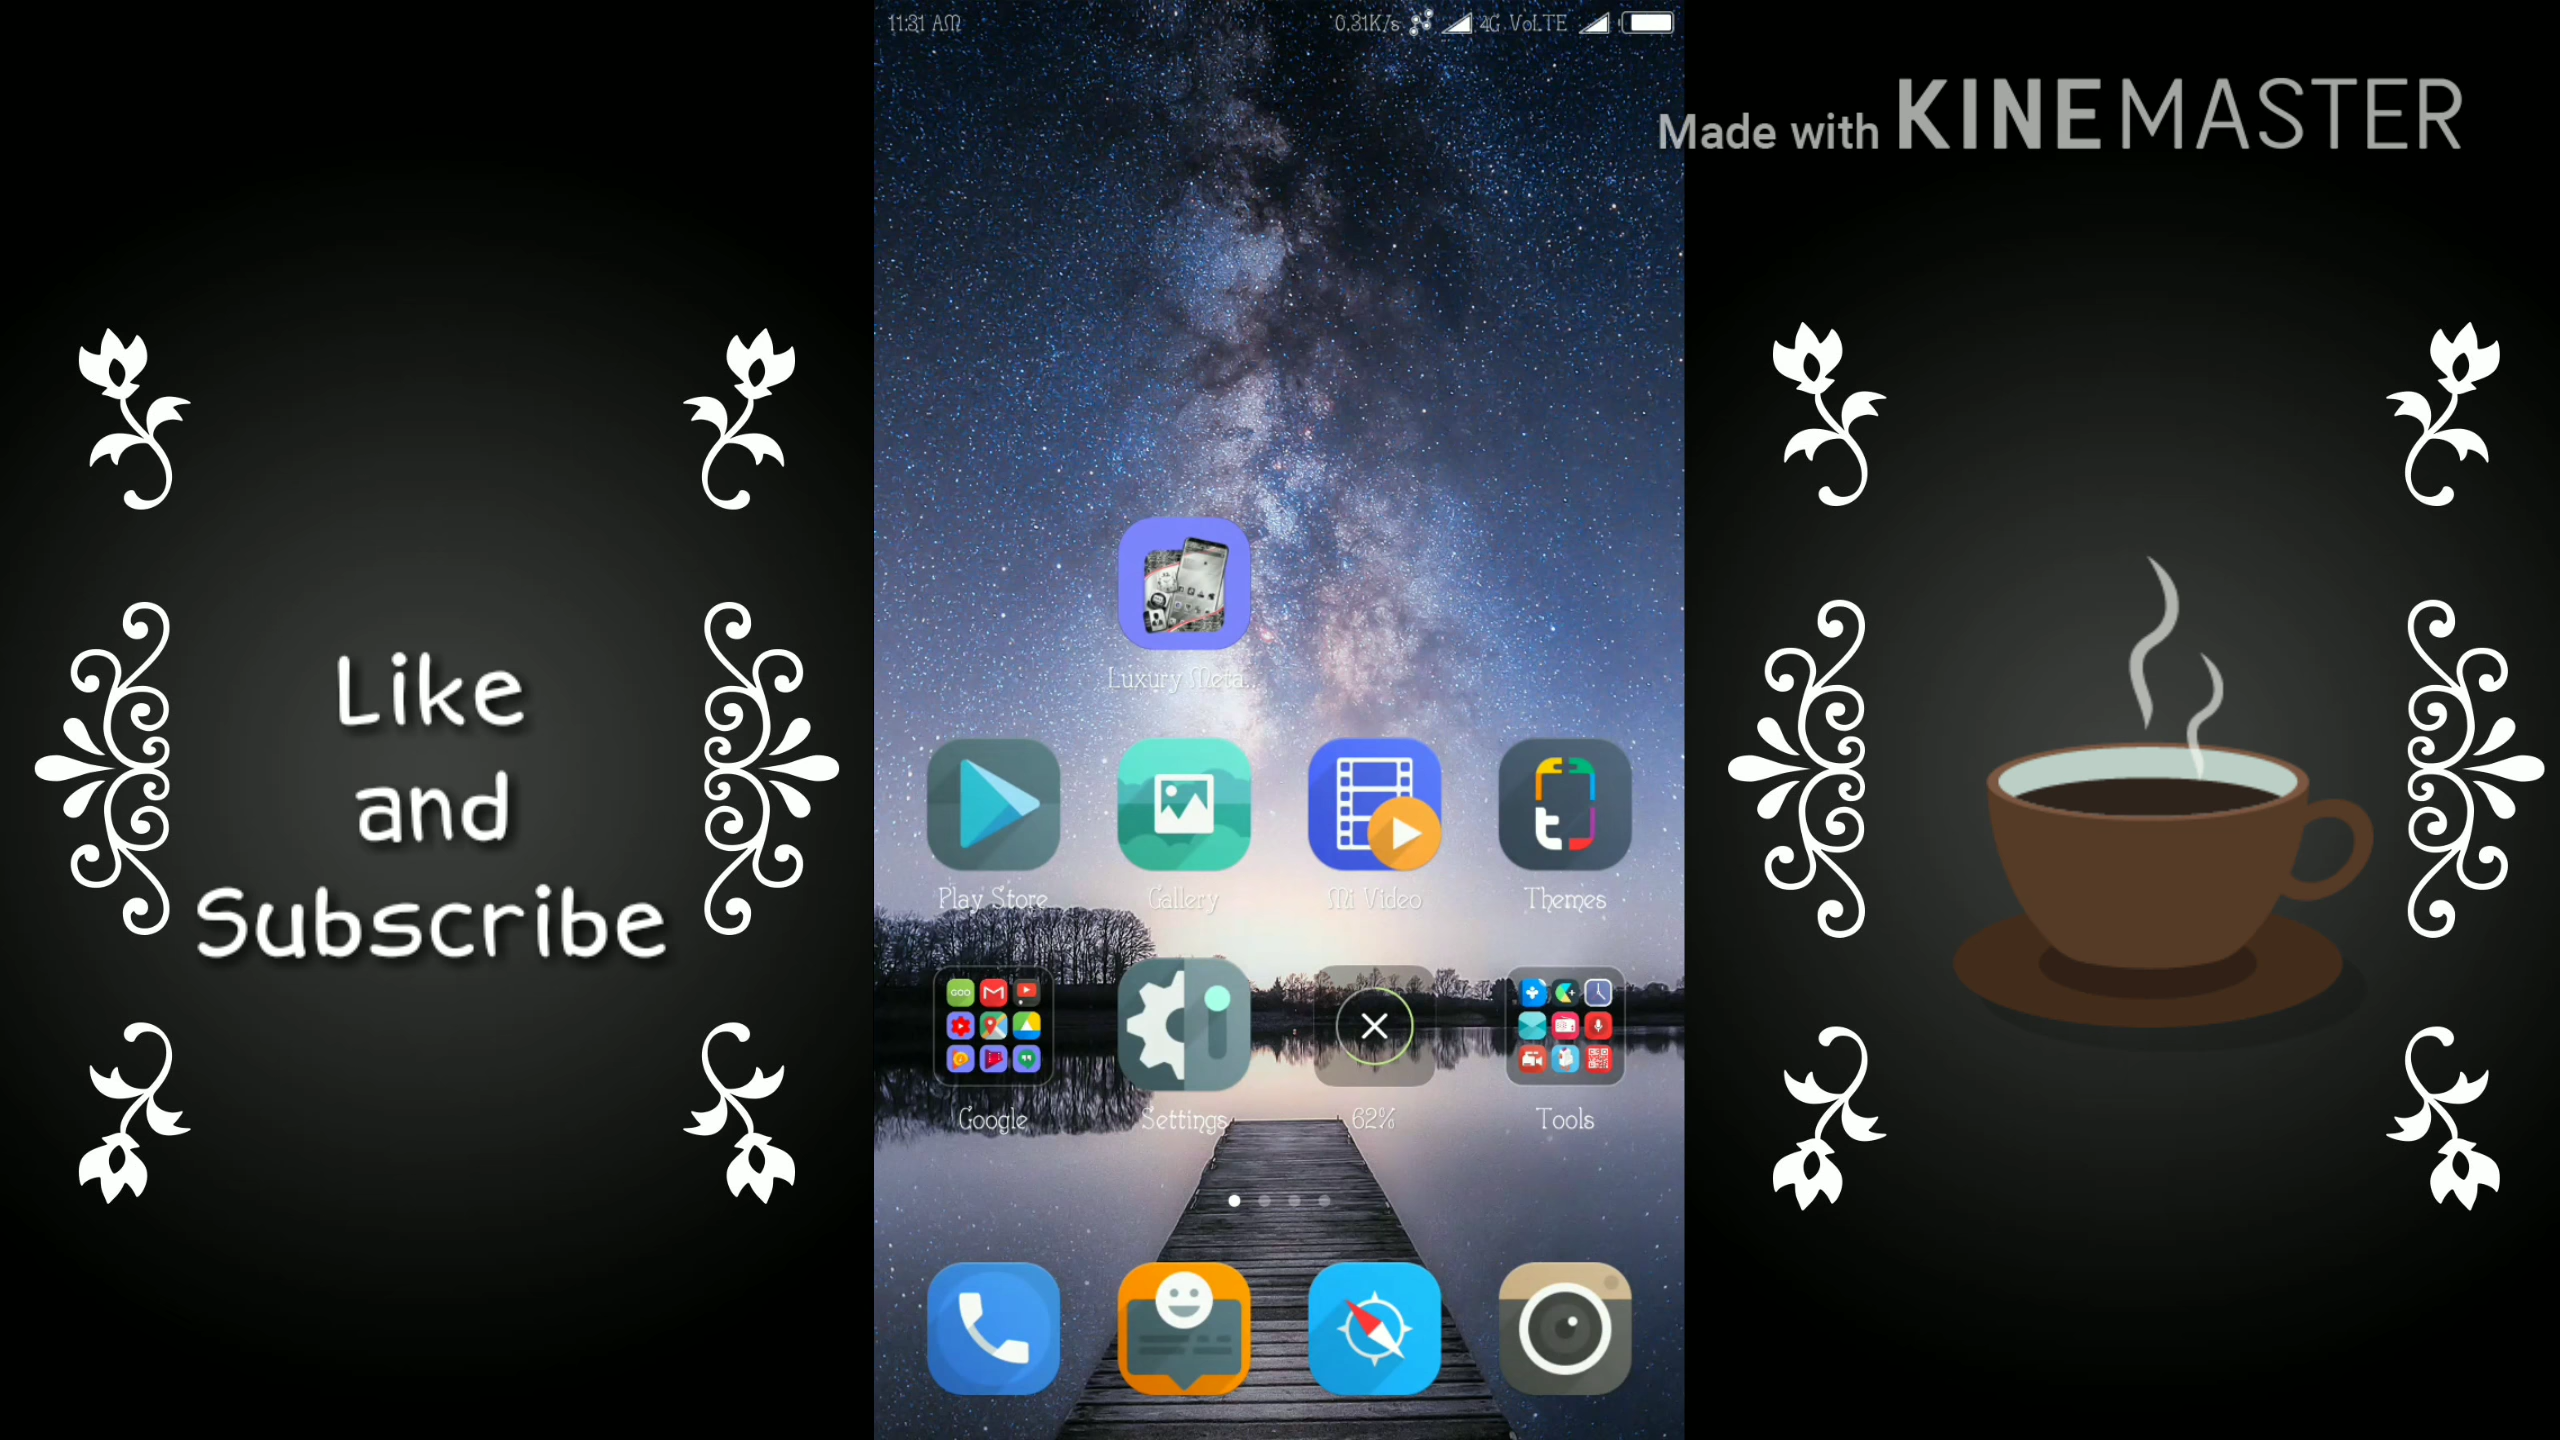 11:31 AM
0.31K/s 4G VoLTE
Made with KINEMASTER
Like
and
Subscribe
Luxury Meta...
Play Store
Gallery
Mi Video
Themes
GOO
Google
Settings
62%
Tools